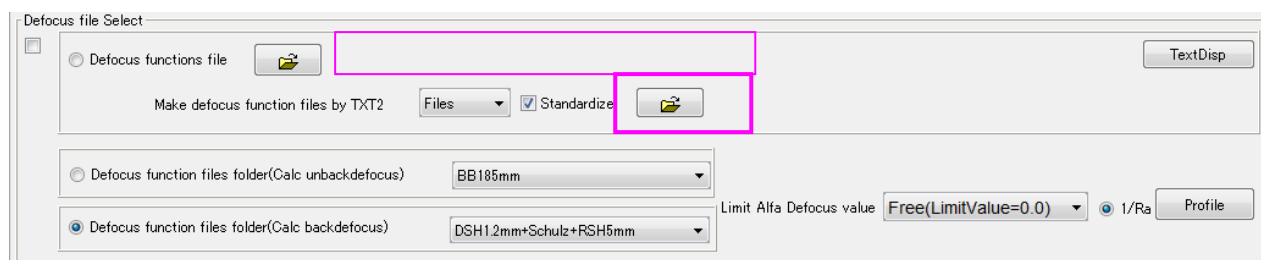 Defocus file Select
Defocus functions file
TextDisp
Make defocus function files by TXT2 Files Standardize
Defocus function files folder(Calc unbackdefocus) BB185mm
Limit Alfa Defocus value Free(LimitValue=0.0) 1/Ra Profile
Defocus function files folder(Calc backdefocus) DSH1.2mm+Schulz+RSH5mm